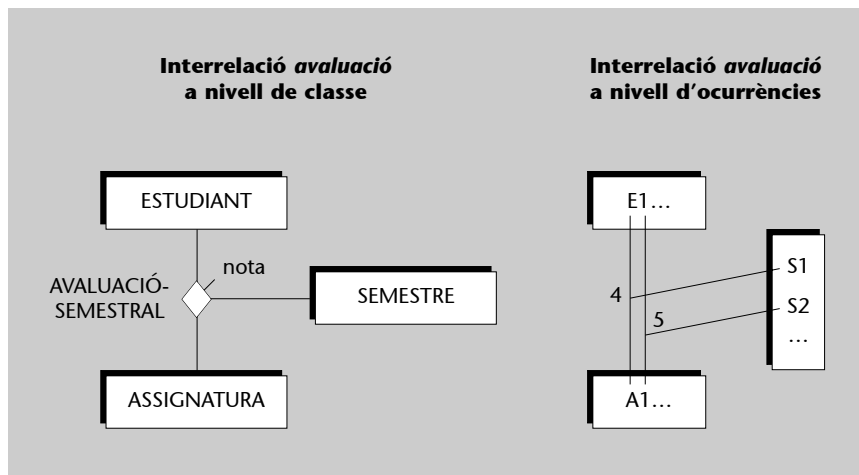 Interrelació avaluació
a nivell de classe
Interrelació avaluació
a nivell d'ocurrències
ESTUDIANT
nota
AVALUACIÓ-
SEMESTRAL
SEMESTRE
ASSIGNATURA
E1...
S1
4
S2
5
...
A1...